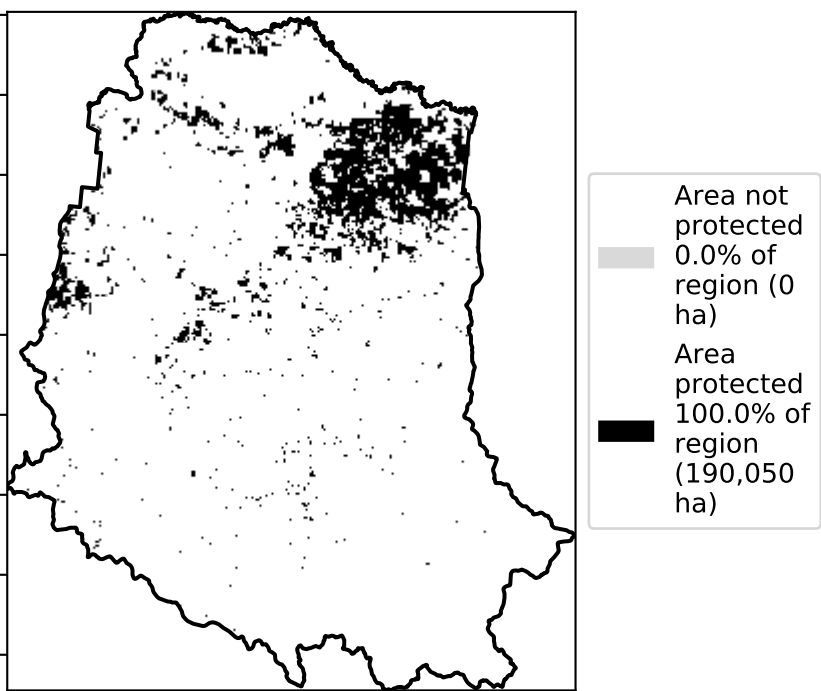 Area not
protected
0.0% of
region (0
ha)
Area
protected
100.0% of
region
(190,050
ha)